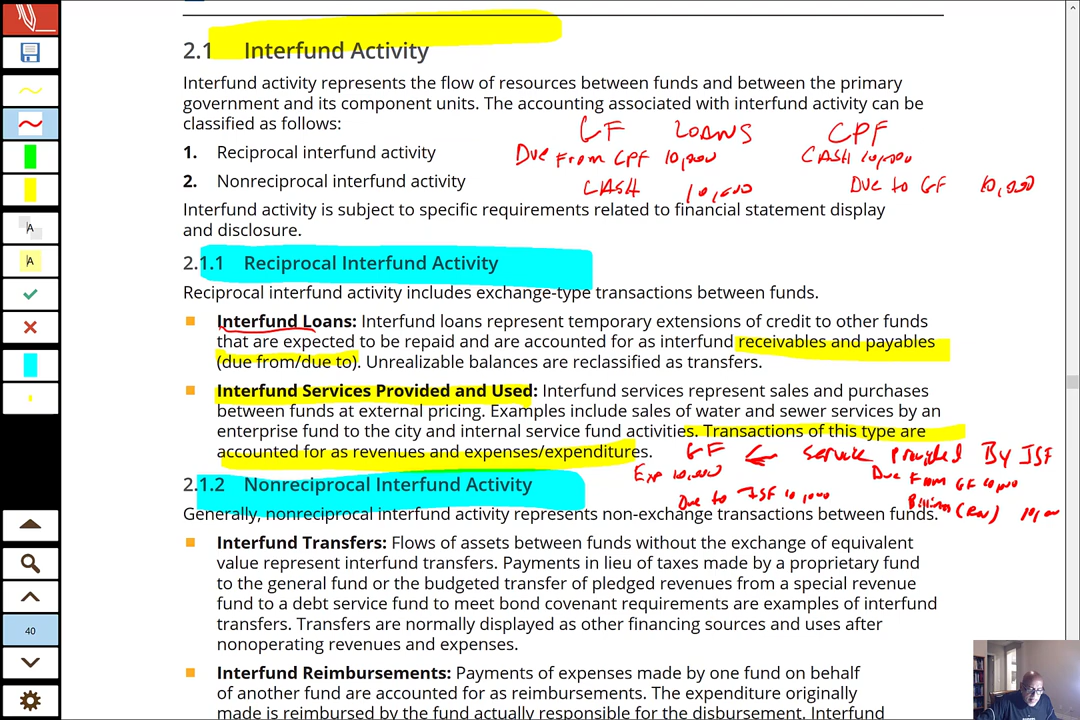 2.1 Interfund Activity
Interfund activity represents the flow of resources between funds and between the primary
government and its component units. The accounting associated with interfund activity can be
classified as follows:
GF LOANS CPF
1. Reciprocal interfund activity
Due From CPF 10,000 CASH 10,000
2. Nonreciprocal interfund activity
CASH 10,000 Due to GF 10,000
Interfund activity is subject to specific requirements related to financial statement display
and disclosure.
2.1.1 Reciprocal Interfund Activity
Reciprocal interfund activity includes exchange-type transactions between funds.
Interfund Loans: Interfund loans represent temporary extensions of credit to other funds
that are expected to be repaid and are accounted for as interfund receivables and payables
(due from/due to). Unrealizable balances are reclassified as transfers.
Interfund Services Provided and Used: Interfund services represent sales and purchases
between funds at external pricing. Examples include sales of water and sewer services by an
enterprise fund to the city and internal service fund activities. Transactions of this type are
accounted for as revenues and expenses/expenditures.
GF ← Service Provided By ISF
Exp 10,000 Due From GF 10,000
2.1.2 Nonreciprocal Interfund Activity
Due to ISF 10,000
Generally, nonreciprocal interfund activity represents non-exchange transactions between funds.
Interfund Transfers: Flows of assets between funds without the exchange of equivalent
value represent interfund transfers. Payments in lieu of taxes made by a proprietary fund
to the general fund or the budgeted transfer of pledged revenues from a special revenue
fund to a debt service fund to meet bond covenant requirements are examples of interfund
transfers. Transfers are normally displayed as other financing sources and uses after
nonoperating revenues and expenses.
Interfund Reimbursements: Payments of expenses made by one fund on behalf
of another fund are accounted for as reimbursements. The expenditure originally
made is reimbursed by the fund actually responsible for the disbursement. Interfund
A
A
40